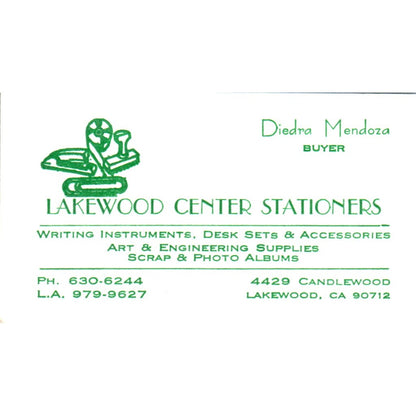 Diedra Mendoza
BUYER
LAKEWOOD CENTER STATIONERS
WRITING INSTRUMENTS, DESK SETS & ACCESSORIES
ART & ENGINEERING SUPPLIES
SCRAP & PHOTO ALBUMS
PH. 630-6244
L.A. 979-9627
4429 CANDLEWOOD
LAKEWOOD, CA 90712